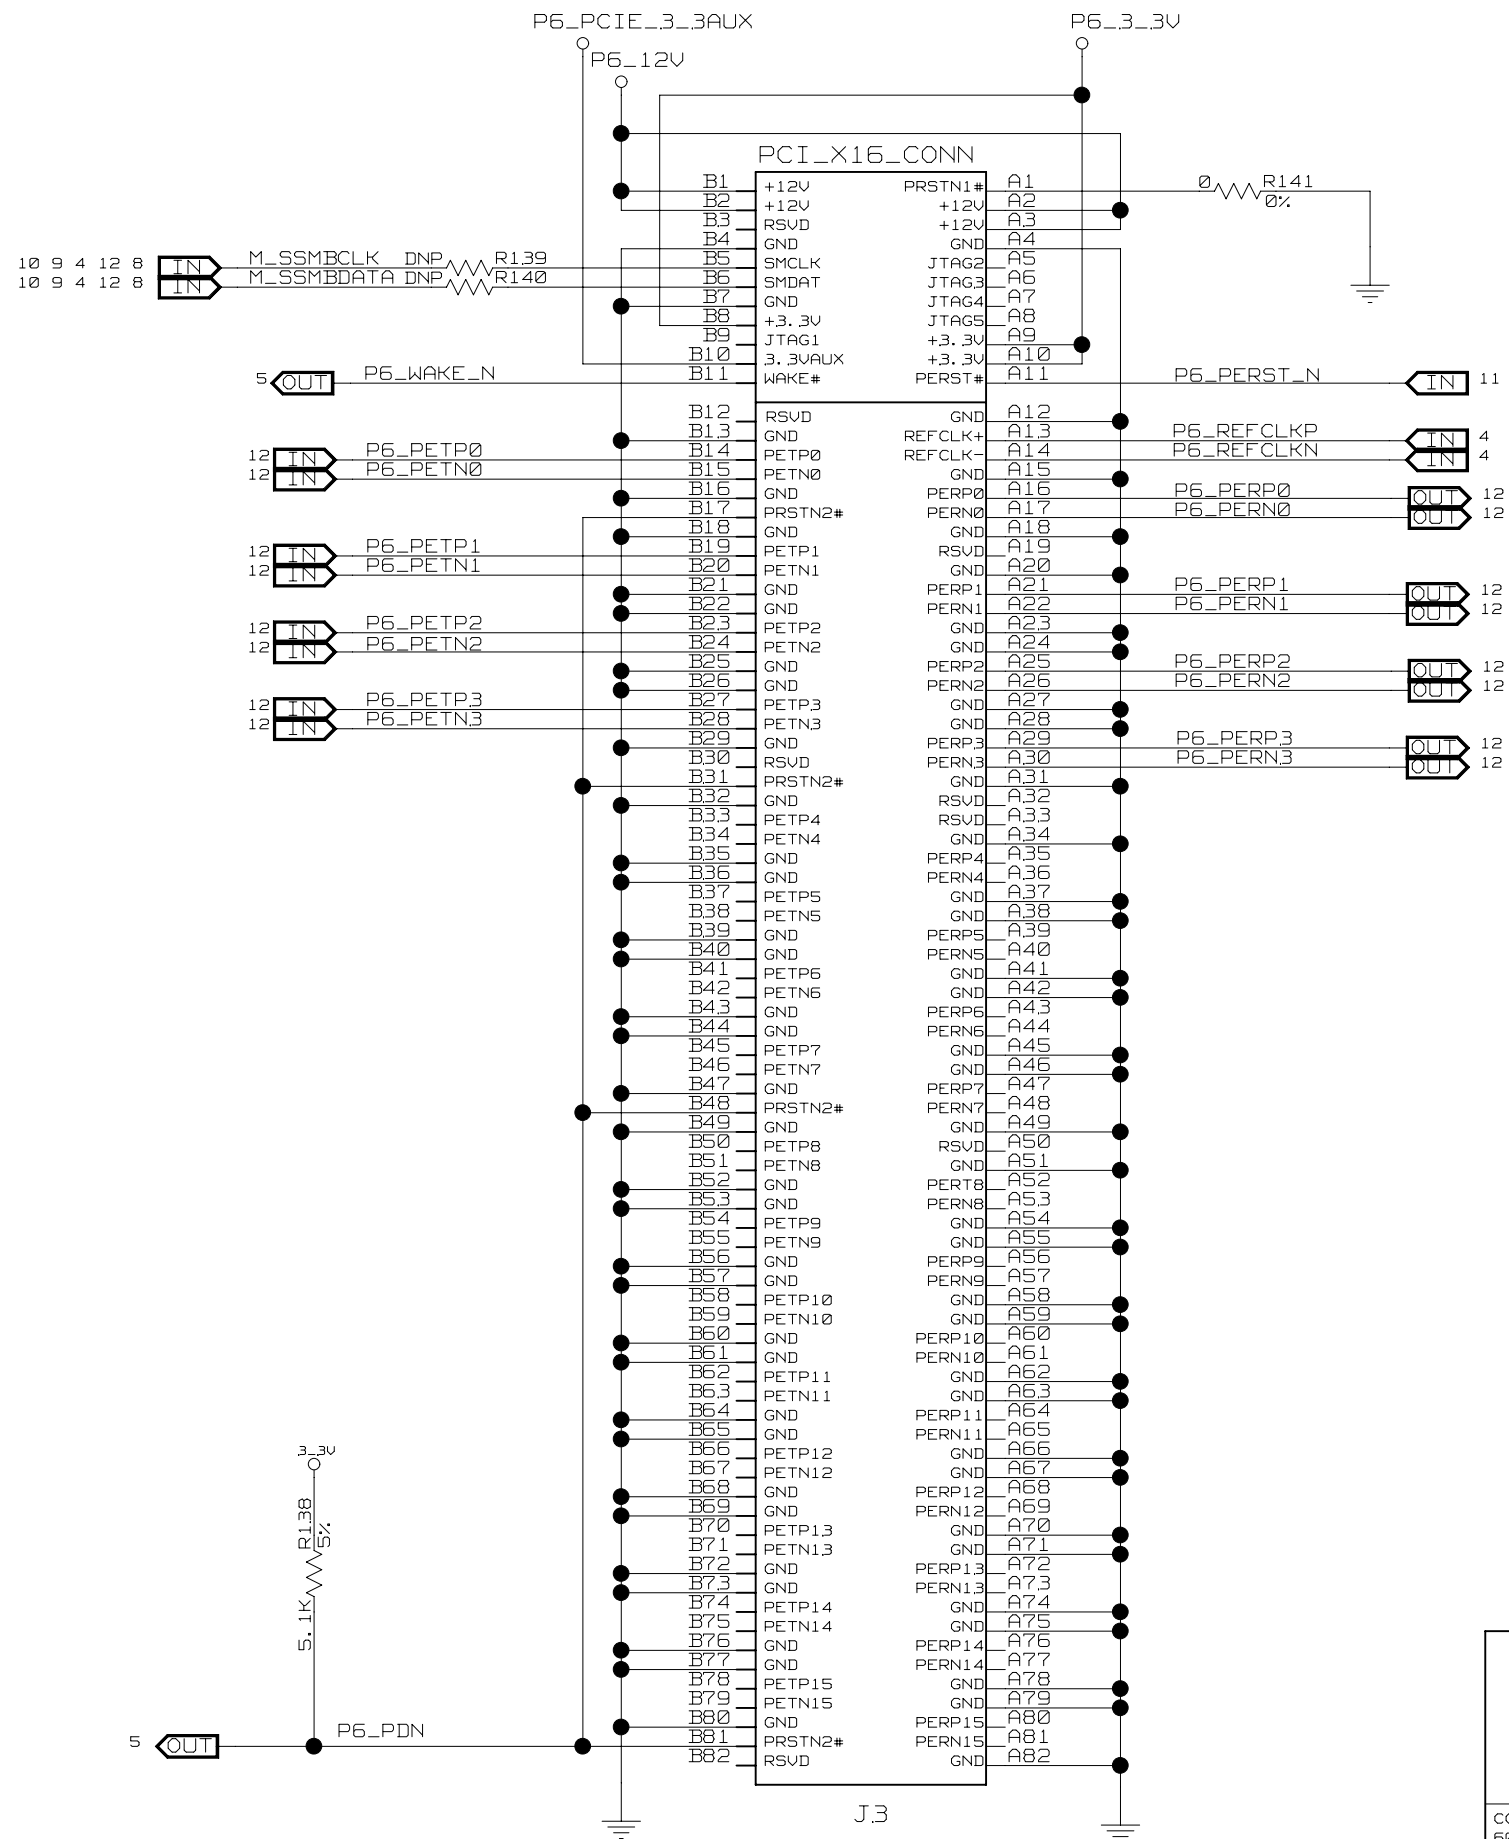 P6_PCIE_3_3AUX P6_3_3V
P6_12V
PCI_X16_CONN
B1 +12V PRSTN1# A1 0 R141
0%
B2 +12V +12V A2
B3 RSVD +12V A3
B4 GND GND A4
10 9 4 12 8 IN M_SSMBCLK DNP R139 B5 SMCLK JTAG2 A5
10 9 4 12 8 IN M_SSMBDATA DNP R140 B6 SMDAT JTAG3 A6
B7 GND JTAG4 A7
B8 +3.3V JTAG5 A8
B9 JTAG1 +3.3V A9
B10 3.3VAUX +3.3V A10
5 OUT P6_WAKE_N B11 WAKE# PERST# A11 P6_PERST_N IN 11
B12 RSVD GND A12
B13 GND REFCLK+ A13 P6_REFCLKP IN 4
12 IN P6_PETP0 B14 PETP0 REFCLK- A14 P6_REFCLKN IN 4
12 IN P6_PETN0 B15 PETN0 GND A15
B16 GND PERP0 A16 P6_PERP0 OUT 12
B17 PRSTN2# PERN0 A17 P6_PERN0 OUT 12
B18 GND GND A18
12 IN P6_PETP1 B19 PETP1 RSVD A19
12 IN P6_PETN1 B20 PETN1 GND A20
B21 GND PERP1 A21 P6_PERP1 OUT 12
B22 GND PERN1 A22 P6_PERN1 OUT 12
12 IN P6_PETP2 B23 PETP2 GND A23
12 IN P6_PETN2 B24 PETN2 GND A24
B25 GND PERP2 A25 P6_PERP2 OUT 12
B26 GND PERN2 A26 P6_PERN2 OUT 12
12 IN P6_PETP3 B27 PETP3 GND A27
12 IN P6_PETN3 B28 PETN3 GND A28
B29 GND PERP3 A29 P6_PERP3 OUT 12
B30 RSVD PERN3 A30 P6_PERN3 OUT 12
B31 PRSTN2# GND A31
B32 GND RSVD A32
B33 PETP4 RSVD A33
B34 PETN4 GND A34
B35 GND PERP4 A35
B36 GND PERN4 A36
B37 PETP5 GND A37
B38 PETN5 GND A38
B39 GND PERP5 A39
B40 GND PERN5 A40
B41 PETP6 GND A41
B42 PETN6 GND A42
B43 GND PERP6 A43
B44 GND PERN6 A44
B45 PETP7 GND A45
B46 PETN7 GND A46
B47 GND PERP7 A47
B48 PRSTN2# PERN7 A48
B49 GND GND A49
B50 PETP8 RSVD A50
B51 PETN8 GND A51
B52 GND PERT8 A52
B53 GND PERN8 A53
B54 PETP9 GND A54
B55 PETN9 GND A55
B56 GND PERP9 A56
B57 GND PERN9 A57
B58 PETP10 GND A58
B59 PETN10 GND A59
B60 GND PERP10 A60
B61 GND PERN10 A61
B62 PETP11 GND A62
B63 PETN11 GND A63
B64 GND PERP11 A64
B65 GND PERN11 A65
B66 PETP12 GND A66
B67 PETN12 GND A67
B68 GND PERP12 A68
B69 GND PERN12 A69
B70 PETP13 GND A70
B71 PETN13 GND A71
B72 GND PERP13 A72
B73 GND PERN13 A73
B74 PETP14 GND A74
B75 PETN14 GND A75
B76 GND PERP14 A76
B77 GND PERN14 A77
B78 PETP15 GND A78
B79 PETN15 GND A79
B80 GND PERP15 A80
B81 PRSTN2# PERN15 A81
B82 RSVD GND A82
3_3V
R138
5%
5.1K
5 OUT P6_PDN
J3